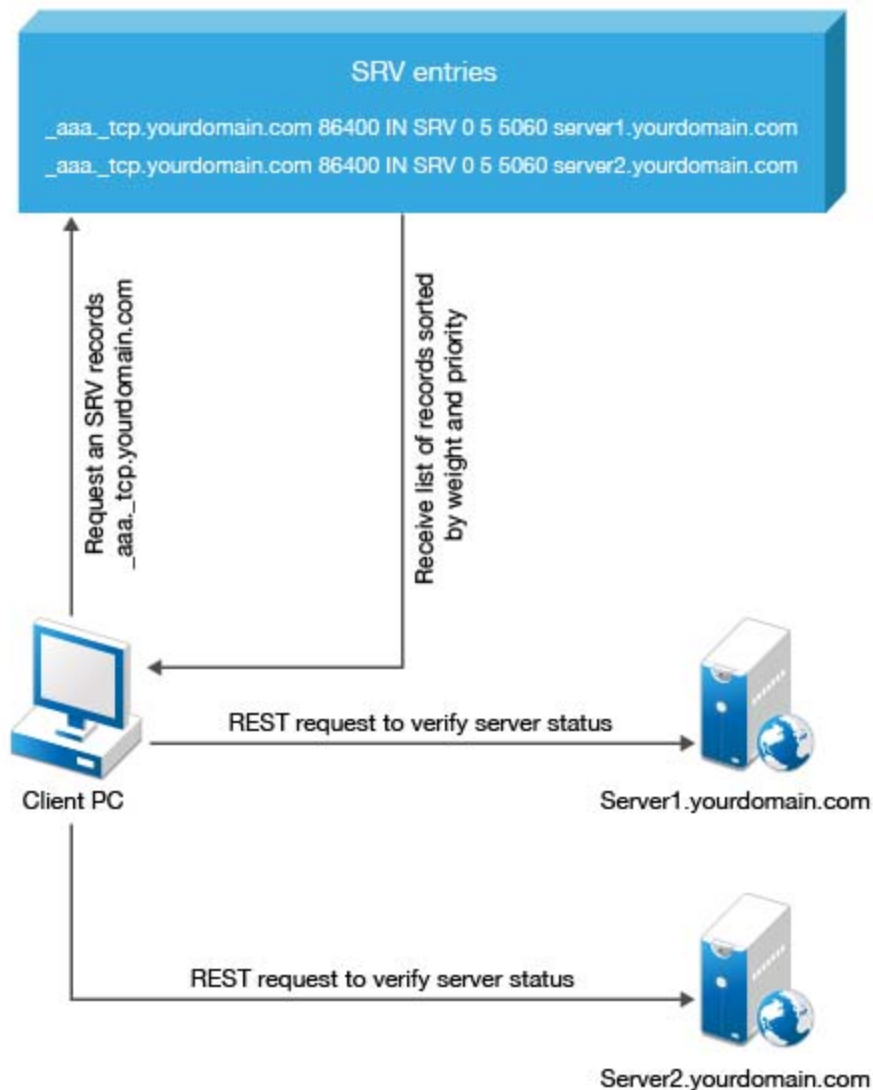 SRV entries
_aaa._tcp.yourdomain.com 86400 IN SRV 0 5 5060 server1.yourdomain.com
_aaa._tcp.yourdomain.com 86400 IN SRV 0 5 5060 server2.yourdomain.com
Request an SRV records
_aaa._tcp.yourdomain.com
Receive list of records sorted
by weight and priority
REST request to verify server status
Client PC
Server1.yourdomain.com
REST request to verify server status
Server2.yourdomain.com